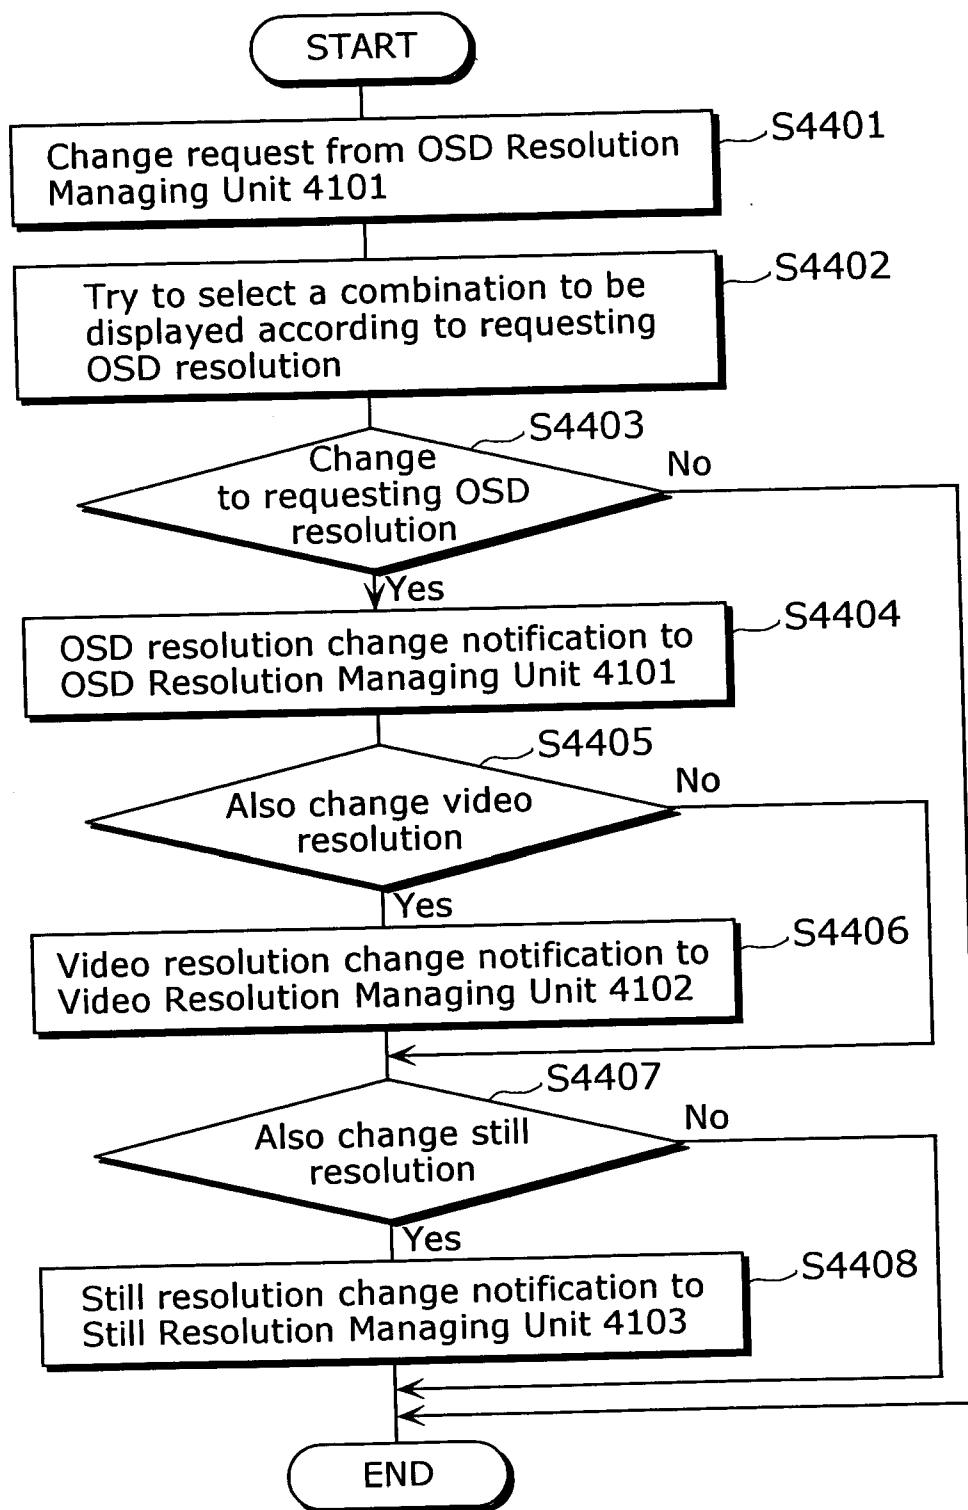 START
Change request from OSD Resolution
Managing Unit 4101
S4401
Try to select a combination to be
displayed according to requesting
OSD resolution
S4402
Change
to requesting OSD
resolution
S4403
No
Yes
OSD resolution change notification to
OSD Resolution Managing Unit 4101
S4404
Also change video
resolution
S4405
No
Yes
Video resolution change notification to
Video Resolution Managing Unit 4102
S4406
Also change still
resolution
S4407
No
Yes
Still resolution change notification to
Still Resolution Managing Unit 4103
S4408
END